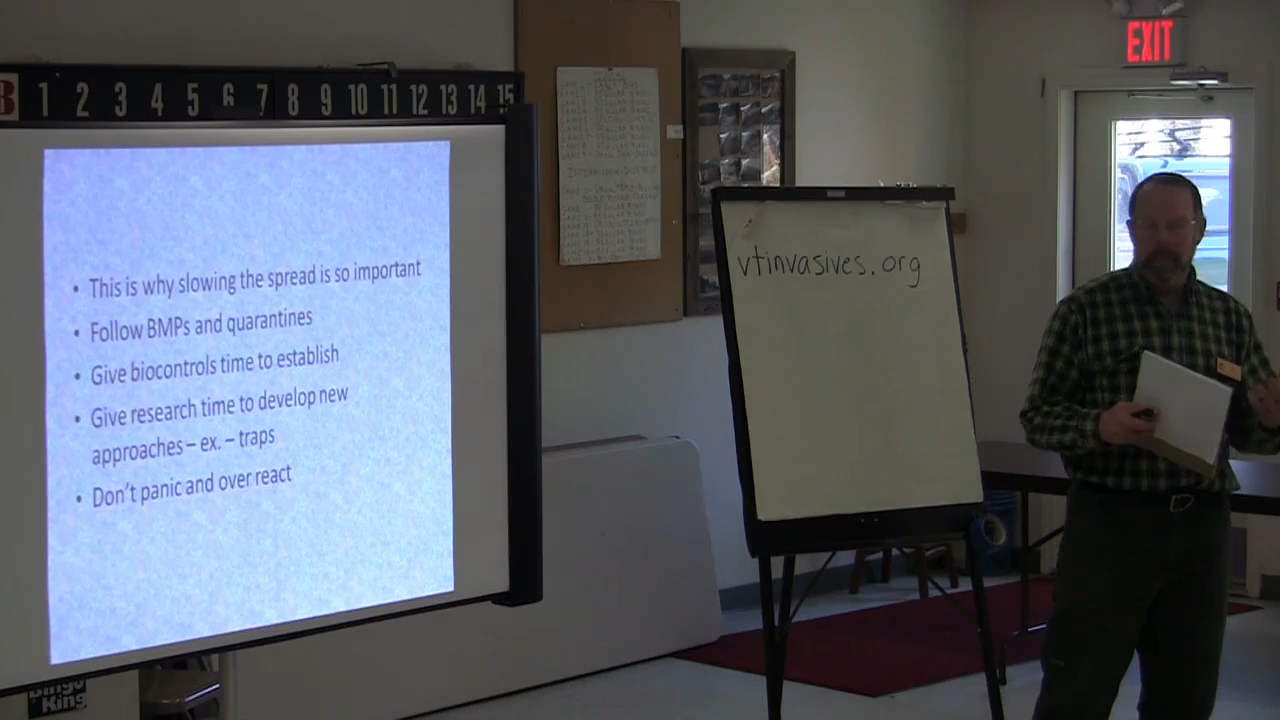 EXIT
B 1 2 3 4 5 6 7 8 9 10 11 12 13 14 15
• This is why slowing the spread is so important
• Follow BMPs and quarantines
• Give biocontrols time to establish
• Give research time to develop new
approaches – ex. – traps
• Don't panic and over react
vtinvasives.org
Bingo
King